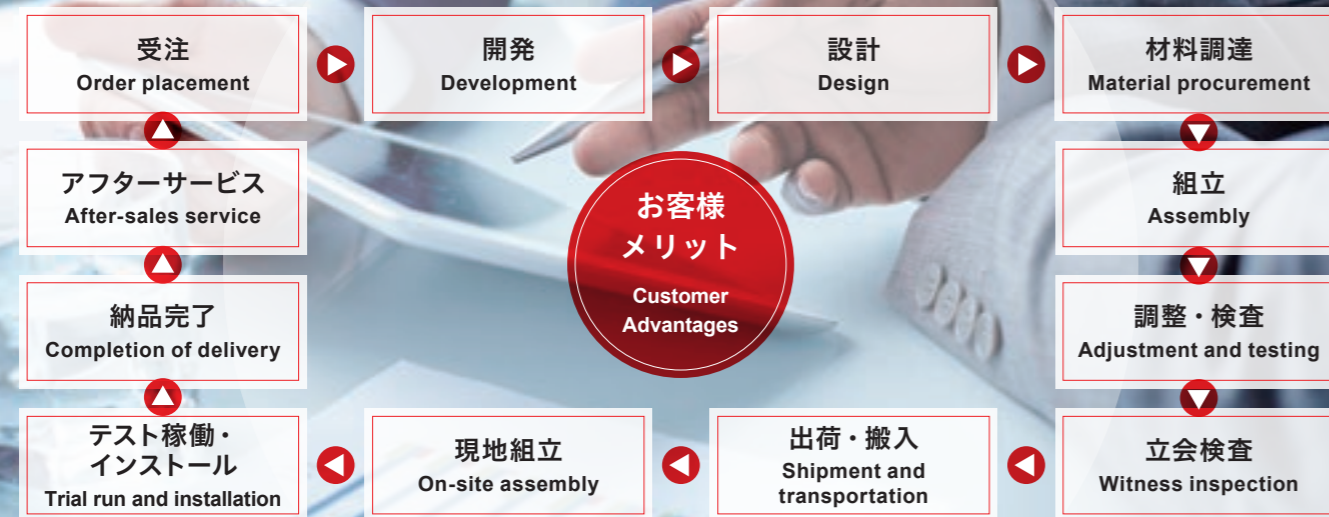 受注
Order placement
開発
Development
設計
Design
材料調達
Material procurement
アフターサービス
After-sales service
お客様
メリット
Customer
Advantages
組立
Assembly
納品完了
Completion of delivery
調整・検査
Adjustment and testing
テスト稼働・
インストール
Trial run and installation
現地組立
On-site assembly
出荷・搬入
Shipment and
transportation
立会検査
Witness inspection